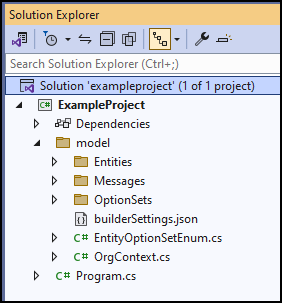 Solution Explorer
Search Solution Explorer (Ctrl+;)
Solution 'exampleproject' (1 of 1 project)
C# ExampleProject
Dependencies
model
Entities
Messages
OptionSets
builderSettings.json
C# EntityOptionSetEnum.cs
C# OrgContext.cs
C# Program.cs